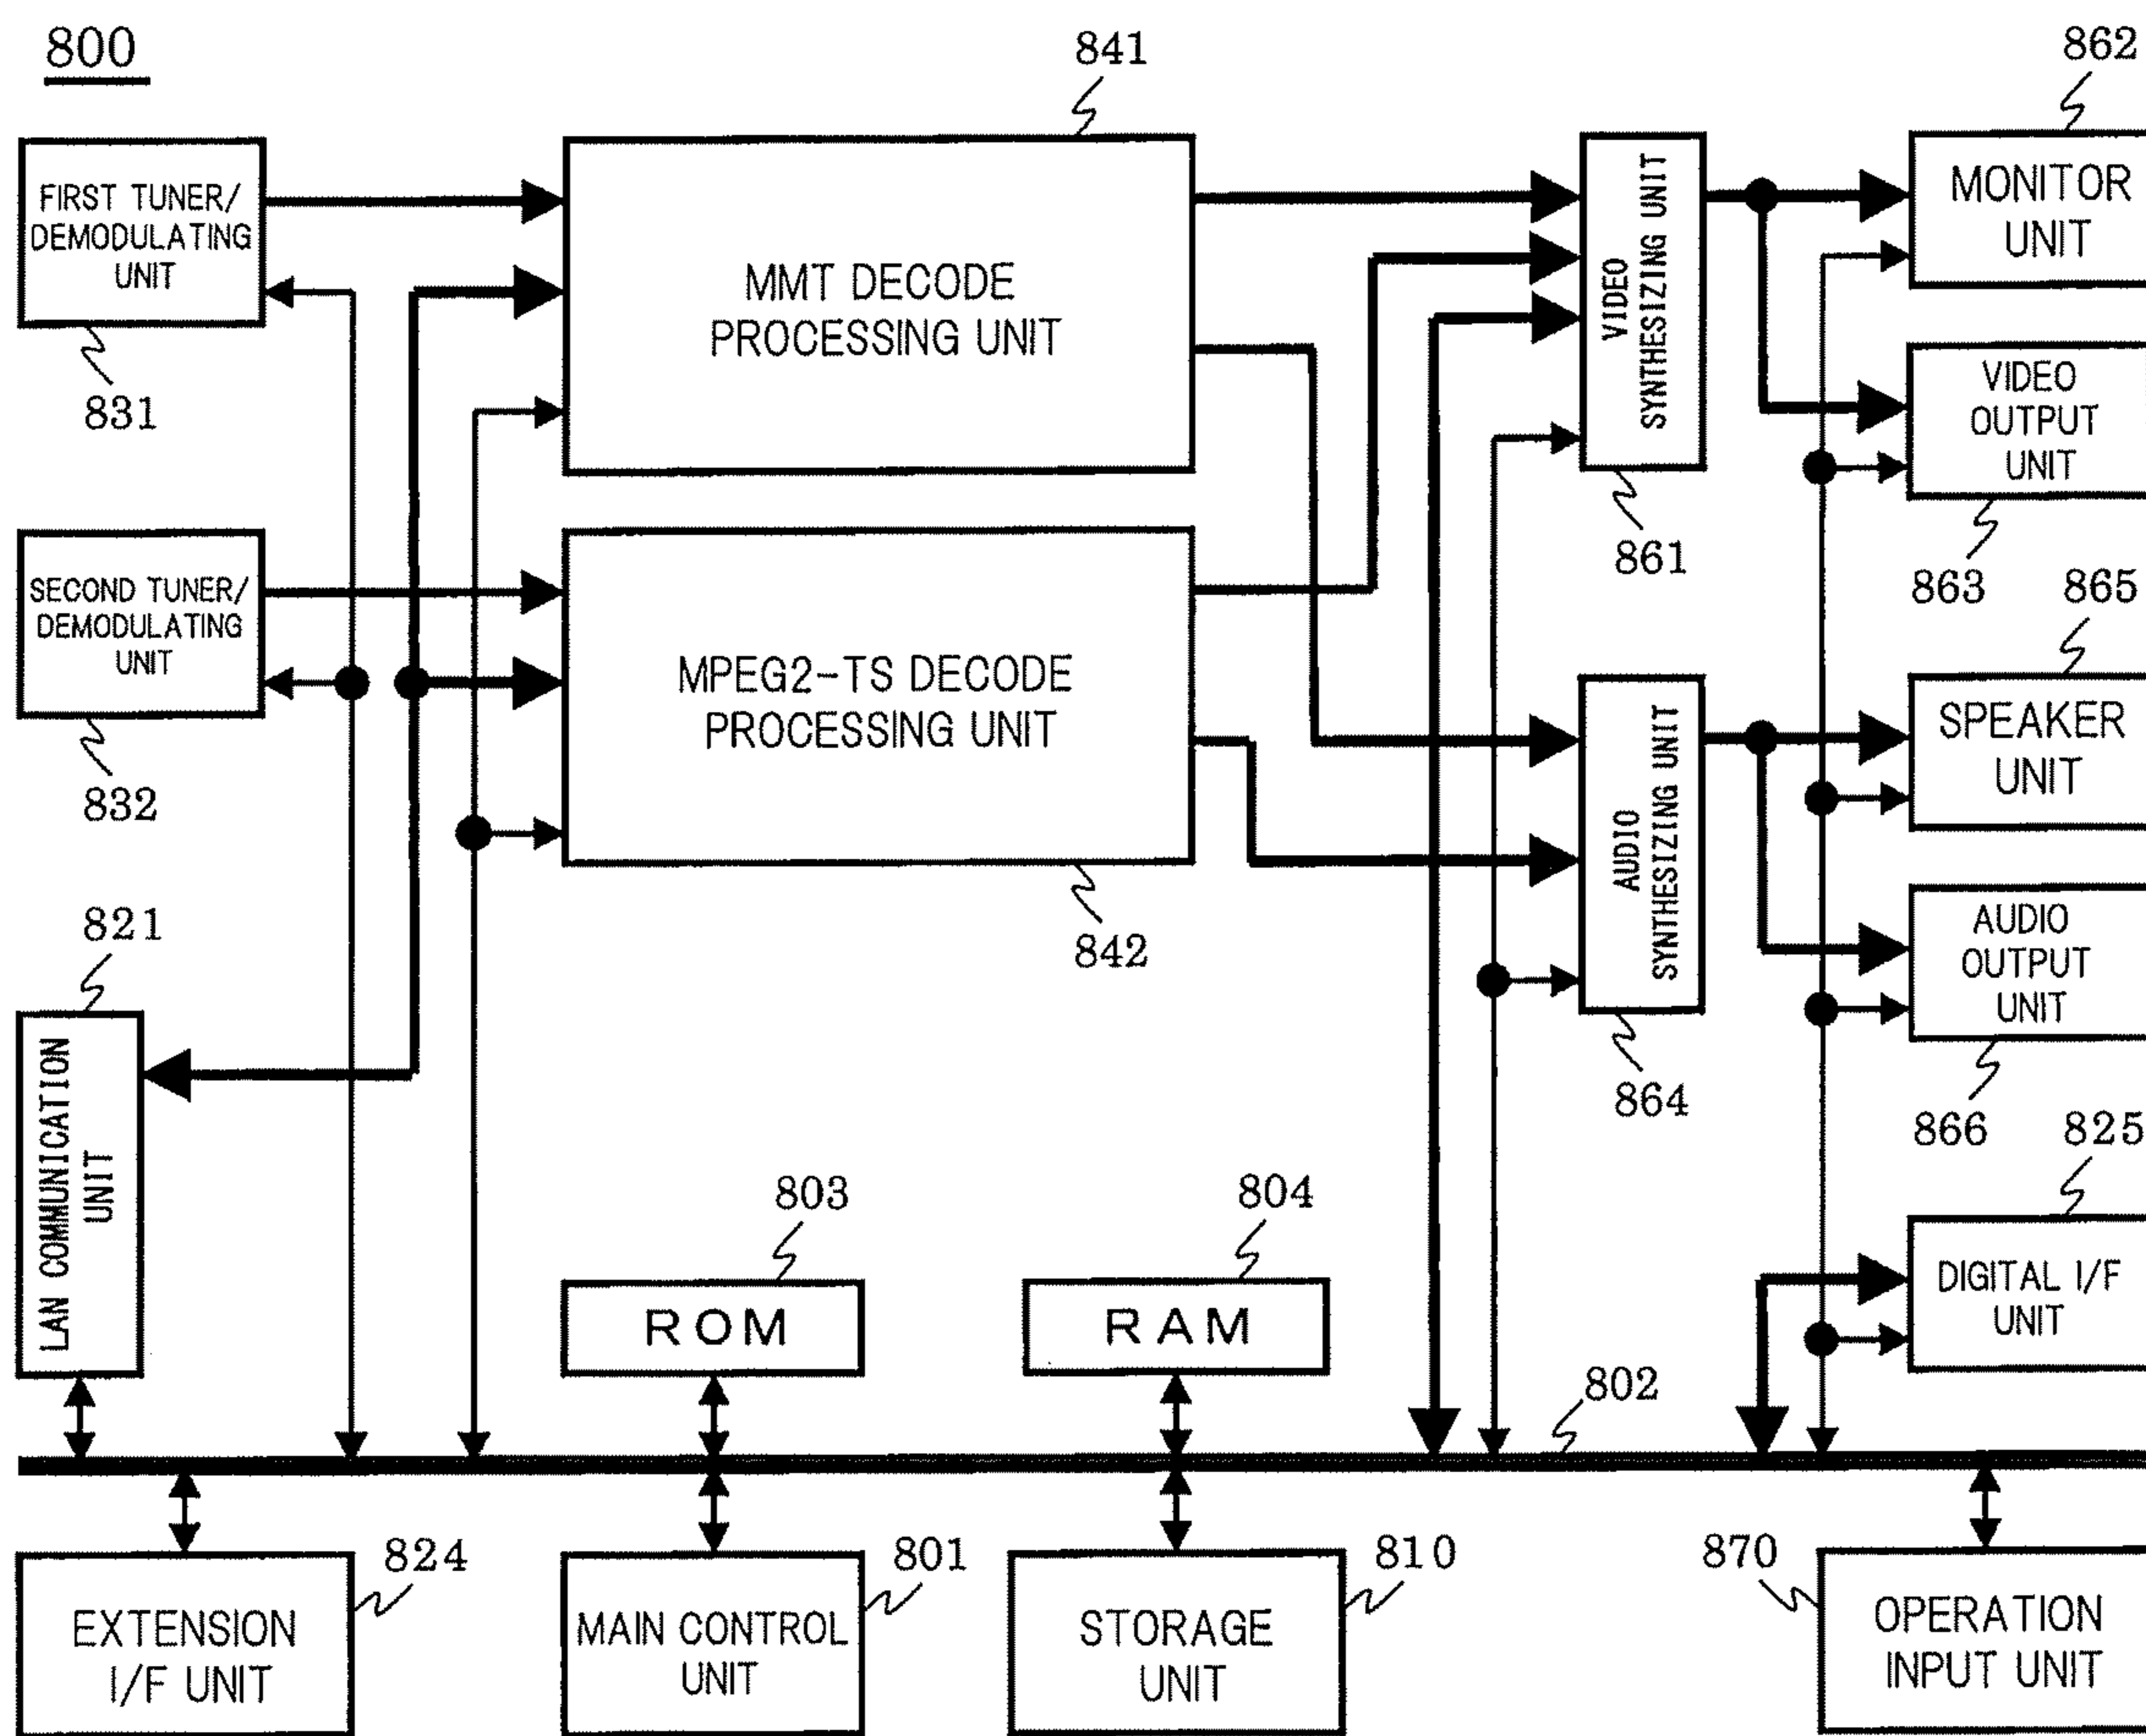 800
841
862
FIRST TUNER/
DEMODULATING
UNIT
831
MMT DECODE
PROCESSING UNIT
VIDEO
SYNTHESIZING UNIT
861
MONITOR
UNIT
VIDEO
OUTPUT
UNIT
863
SECOND TUNER/
DEMODULATING
UNIT
832
MPEG2-TS DECODE
PROCESSING UNIT
842
AUDIO
SYNTHESIZING UNIT
864
865
SPEAKER
UNIT
AUDIO
OUTPUT
UNIT
866
821
LAN COMMUNICATION
UNIT
803
ROM
804
RAM
802
825
DIGITAL I/F
UNIT
824
EXTENSION
I/F UNIT
801
MAIN CONTROL
UNIT
810
STORAGE
UNIT
870
OPERATION
INPUT UNIT